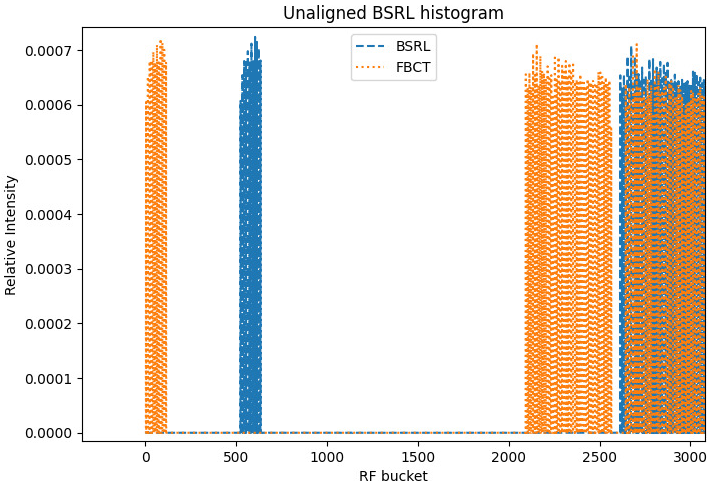 Unaligned BSRL histogram
BSRL
FBCT
0.0007
0.0006
0.0005
0.0004
0.0003
0.0002
0.0001
0.0000
Relative Intensity
0 500 1000 1500 2000 2500 3000
RF bucket